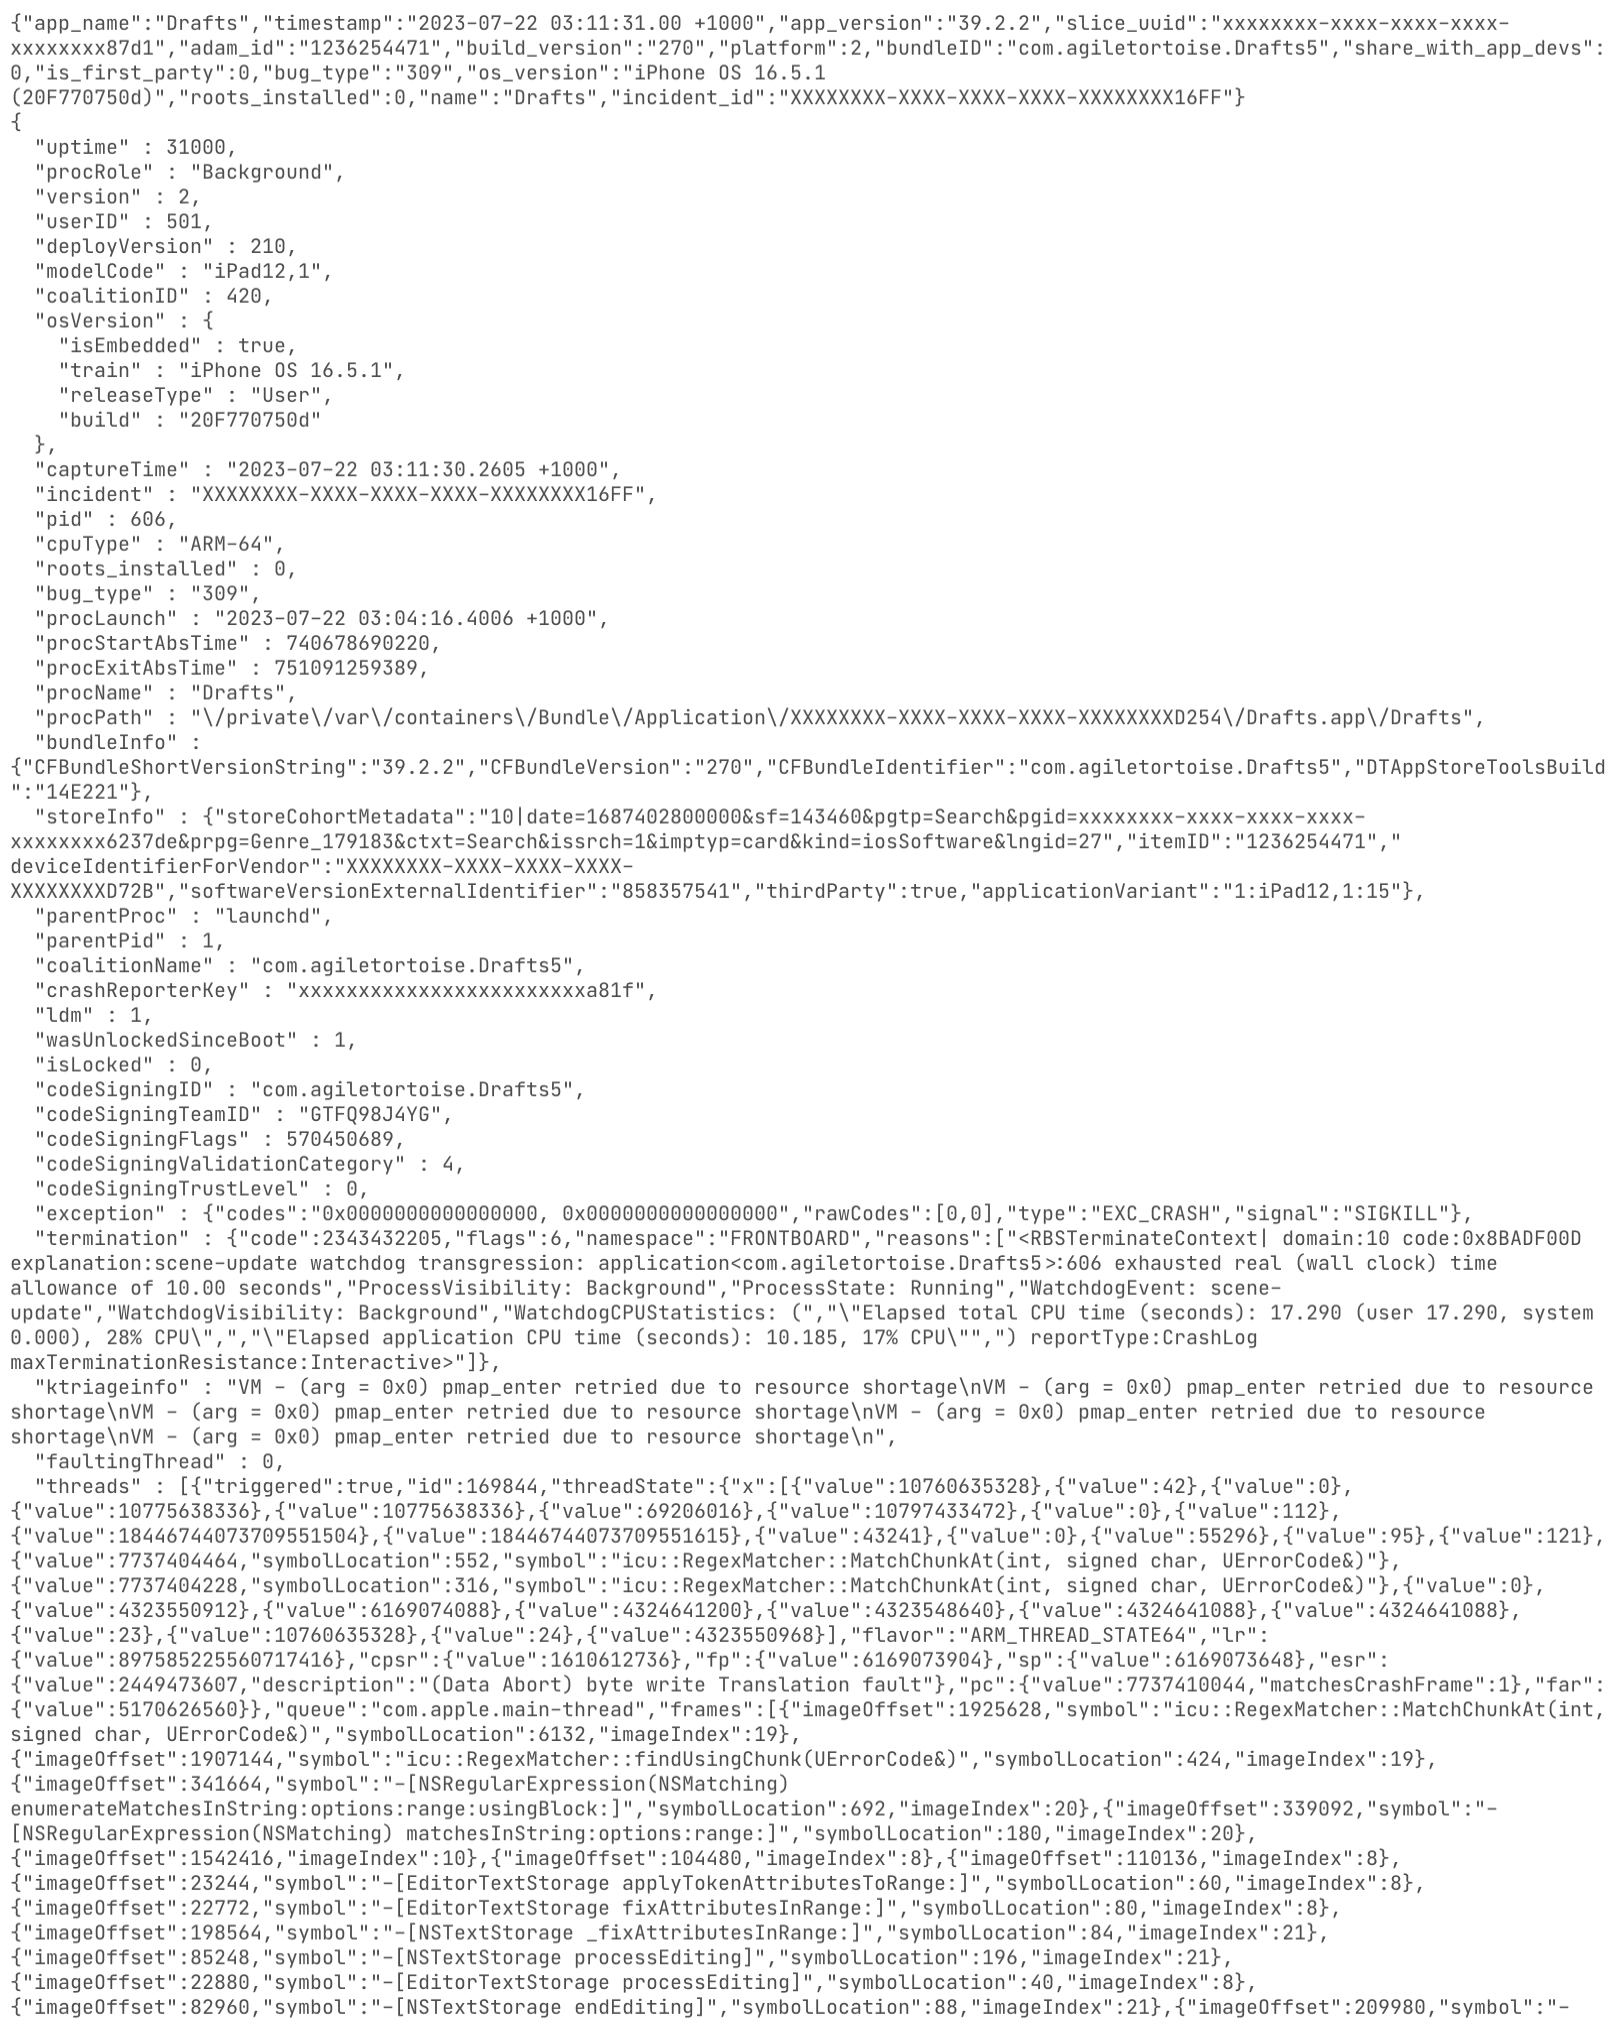 {"app_name":"Drafts","timestamp":"2023-07-22 03:11:31.00 +1000","app_version":"39.2.2","slice_uuid":"xxxxxxxx-xxxx-xxxx-xxxx-
xxxxxxxx87d1","adam_id":"1236254471","build_version":"270","platform":2,"bundleID":"com.agiletortoise.Drafts5","share_with_app_devs":
0,"is_first_party":0,"bug_type":"309","os_version":"iPhone OS 16.5.1
(20F770750d)","roots_installed":0,"name":"Drafts","incident_id":"XXXXXXXX-XXXX-XXXX-XXXX-XXXXXXXX16FF"}
{
  "uptime" : 31000,
  "procRole" : "Background",
  "version" : 2,
  "userID" : 501,
  "deployVersion" : 210,
  "modelCode" : "iPad12,1",
  "coalitionID" : 420,
  "osVersion" : {
    "isEmbedded" : true,
    "train" : "iPhone OS 16.5.1",
    "releaseType" : "User",
    "build" : "20F770750d"
  },
  "captureTime" : "2023-07-22 03:11:30.2605 +1000",
  "incident" : "XXXXXXXX-XXXX-XXXX-XXXX-XXXXXXXX16FF",
  "pid" : 606,
  "cpuType" : "ARM-64",
  "roots_installed" : 0,
  "bug_type" : "309",
  "procLaunch" : "2023-07-22 03:04:16.4006 +1000",
  "procStartAbsTime" : 740678690220,
  "procExitAbsTime" : 751091259389,
  "procName" : "Drafts",
  "procPath" : "\/private\/var\/containers\/Bundle\/Application\/XXXXXXXX-XXXX-XXXX-XXXX-XXXXXXXXD254\/Drafts.app\/Drafts",
  "bundleInfo" :
{"CFBundleShortVersionString":"39.2.2","CFBundleVersion":"270","CFBundleIdentifier":"com.agiletortoise.Drafts5","DTAppStoreToolsBuild
":"14E221"},
  "storeInfo" : {"storeCohortMetadata":"10|date=1687402800000&sf=143460&pgtp=Search&pgid=xxxxxxxx-xxxx-xxxx-xxxx-
xxxxxxxx6237de&prpg=Genre_179183&ctxt=Search&issrch=1&imptyp=card&kind=iosSoftware&lngid=27","itemID":"1236254471","
deviceIdentifierForVendor":"XXXXXXXX-XXXX-XXXX-XXXX-
XXXXXXXXD72B","softwareVersionExternalIdentifier":"858357541","thirdParty":true,"applicationVariant":"1:iPad12,1:15"},
  "parentProc" : "launchd",
  "parentPid" : 1,
  "coalitionName" : "com.agiletortoise.Drafts5",
  "crashReporterKey" : "xxxxxxxxxxxxxxxxxxxxxxxxa81f",
  "ldm" : 1,
  "wasUnlockedSinceBoot" : 1,
  "isLocked" : 0,
  "codeSigningID" : "com.agiletortoise.Drafts5",
  "codeSigningTeamID" : "GTFQ98J4YG",
  "codeSigningFlags" : 570450689,
  "codeSigningValidationCategory" : 4,
  "codeSigningTrustLevel" : 0,
  "exception" : {"codes":"0x0000000000000000, 0x0000000000000000","rawCodes":[0,0],"type":"EXC_CRASH","signal":"SIGKILL"},
  "termination" : {"code":2343432205,"flags":6,"namespace":"FRONTBOARD","reasons":["<RBSTerminateContext| domain:10 code:0x8BADF00D
explanation:scene-update watchdog transgression: application<com.agiletortoise.Drafts5>:606 exhausted real (wall clock) time
allowance of 10.00 seconds","ProcessVisibility: Background","ProcessState: Running","WatchdogEvent: scene-
update","WatchdogVisibility: Background","WatchdogCPUStatistics: (","\"Elapsed total CPU time (seconds): 17.290 (user 17.290, system
0.000), 28% CPU\",","\"Elapsed application CPU time (seconds): 10.185, 17% CPU\"",") reportType:CrashLog
maxTerminationResistance:Interactive>"]},
  "ktriageinfo" : "VM - (arg = 0x0) pmap_enter retried due to resource shortage\nVM - (arg = 0x0) pmap_enter retried due to resource
shortage\nVM - (arg = 0x0) pmap_enter retried due to resource shortage\nVM - (arg = 0x0) pmap_enter retried due to resource
shortage\nVM - (arg = 0x0) pmap_enter retried due to resource shortage\n",
  "faultingThread" : 0,
  "threads" : [{"triggered":true,"id":169844,"threadState":{"x":[{"value":10760635328},{"value":42},{"value":0},
{"value":10775638336},{"value":10775638336},{"value":69206016},{"value":10797433472},{"value":0},{"value":112},
{"value":18446744073709551504},{"value":18446744073709551615},{"value":43241},{"value":0},{"value":55296},{"value":95},{"value":121},
{"value":7737404464,"symbolLocation":552,"symbol":"icu::RegexMatcher::MatchChunkAt(int, signed char, UErrorCode&)"},
{"value":7737404228,"symbolLocation":316,"symbol":"icu::RegexMatcher::MatchChunkAt(int, signed char, UErrorCode&)"},{"value":0},
{"value":4323550912},{"value":6169074088},{"value":4324641200},{"value":4323548640},{"value":4324641088},{"value":4324641088},
{"value":23},{"value":10760635328},{"value":24},{"value":4323550968}],"flavor":"ARM_THREAD_STATE64","lr":
{"value":897585225560717416},"cpsr":{"value":1610612736},"fp":{"value":6169073904},"sp":{"value":6169073648},"esr":
{"value":2449473607,"description":"(Data Abort) byte write Translation fault"},"pc":{"value":7737410044,"matchesCrashFrame":1},"far":
{"value":5170626560}},"queue":"com.apple.main-thread","frames":[{"imageOffset":1925628,"symbol":"icu::RegexMatcher::MatchChunkAt(int,
signed char, UErrorCode&)","symbolLocation":6132,"imageIndex":19},
{"imageOffset":1907144,"symbol":"icu::RegexMatcher::findUsingChunk(UErrorCode&)","symbolLocation":424,"imageIndex":19},
{"imageOffset":341664,"symbol":"-[NSRegularExpression(NSMatching)
enumerateMatchesInString:options:range:usingBlock:]","symbolLocation":692,"imageIndex":20},{"imageOffset":339092,"symbol":"-
[NSRegularExpression(NSMatching) matchesInString:options:range:]","symbolLocation":180,"imageIndex":20},
{"imageOffset":1542416,"imageIndex":10},{"imageOffset":104480,"imageIndex":8},{"imageOffset":110136,"imageIndex":8},
{"imageOffset":23244,"symbol":"-[EditorTextStorage applyTokenAttributesToRange:]","symbolLocation":60,"imageIndex":8},
{"imageOffset":22772,"symbol":"-[EditorTextStorage fixAttributesInRange:]","symbolLocation":80,"imageIndex":8},
{"imageOffset":198564,"symbol":"-[NSTextStorage _fixAttributesInRange:]","symbolLocation":84,"imageIndex":21},
{"imageOffset":85248,"symbol":"-[NSTextStorage processEditing]","symbolLocation":196,"imageIndex":21},
{"imageOffset":22880,"symbol":"-[EditorTextStorage processEditing]","symbolLocation":40,"imageIndex":8},
{"imageOffset":82960,"symbol":"-[NSTextStorage endEditing]","symbolLocation":88,"imageIndex":21},{"imageOffset":209980,"symbol":"-